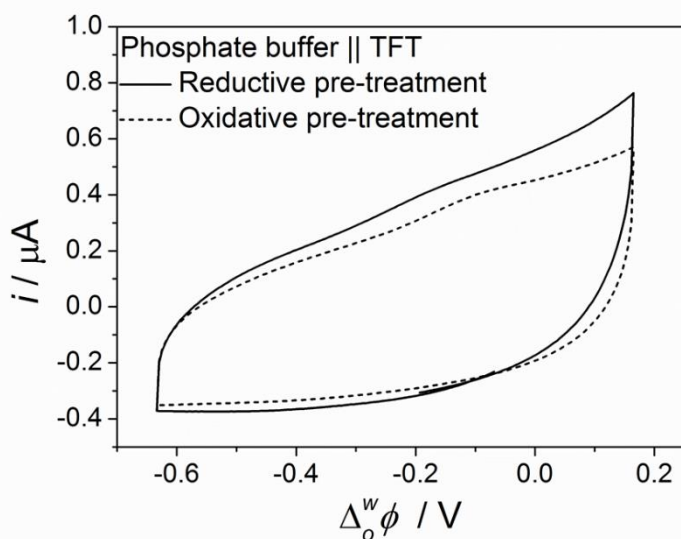 Phosphate buffer || TFT
Reductive pre-treatment
Oxidative pre-treatment
1.0
0.8
0.6
0.4
0.2
0.0
-0.2
-0.4
i / μA
-0.6 -0.4 -0.2 0.0 0.2
Δ_o^w ϕ / V